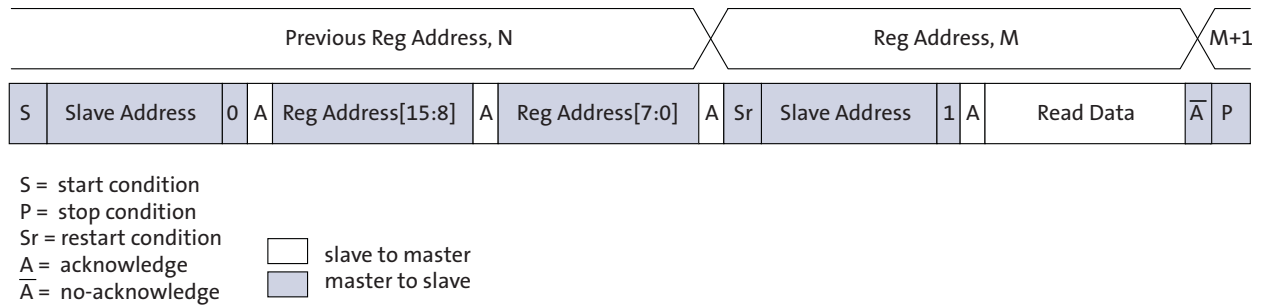 Previous Reg Address, N Reg Address, M M+1
S Slave Address 0 A Reg Address[15:8] A Reg Address[7:0] A Sr Slave Address 1 A Read Data A̅ P
S = start condition
P = stop condition
Sr = restart condition
A = acknowledge
A̅ = no-acknowledge
slave to master
master to slave